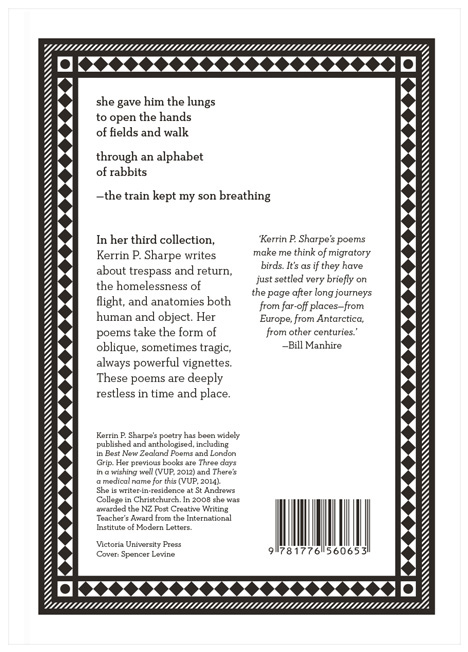 she gave him the lungs
to open the hands
of fields and walk
through an alphabet
of rabbits
—the train kept my son breathing
In her third collection,
Kerrin P. Sharpe writes
about trespass and return,
the homelessness of
flight, and anatomies both
human and object. Her
poems take the form of
oblique, sometimes tragic,
always powerful vignettes.
These poems are deeply
restless in time and place.
‘Kerrin P. Sharpe's poems
make me think of migratory
birds. It's as if they have
just settled very briefly on
the page after long journeys
from far-off places—from
Europe, from Antarctica,
from other centuries.’
—Bill Manhire
Kerrin P. Sharpe's poetry has been widely
published and anthologised, including
in Best New Zealand Poems and London
Grip. Her previous books are Three days
in a wishing well (VUP, 2012) and There's
a medical name for this (VUP, 2014).
She is writer-in-residence at St Andrews
College in Christchurch. In 2008 she was
awarded the NZ Post Creative Writing
Teacher's Award from the International
Institute of Modern Letters.
Victoria University Press
Cover: Spencer Levine
9 781776 560653